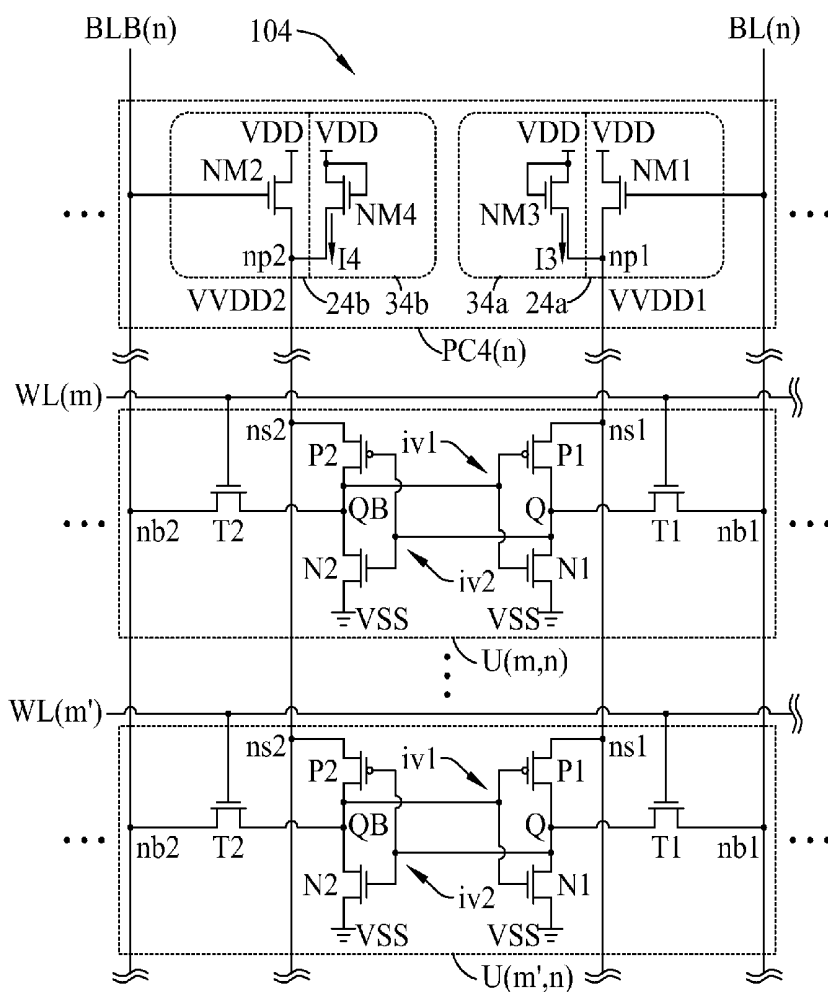 BLB(n) 104 BL(n)
VDD VDD VDD VDD
NM2 NM1
NM4 NM3
... ...
np2 I4 I3 np1
VVDD2 24b 34b 34a 24a VVDD1
PC4(n)
WL(m)
ns2 iv1 ns1
P2 P1
... QB Q ...
nb2 T2 T1 nb1
N2 iv2 N1
VSS VSS
U(m,n)
...
WL(m')
ns2 iv1 ns1
P2 P1
... QB Q ...
nb2 T2 T1 nb1
N2 iv2 N1
VSS VSS
U(m',n)